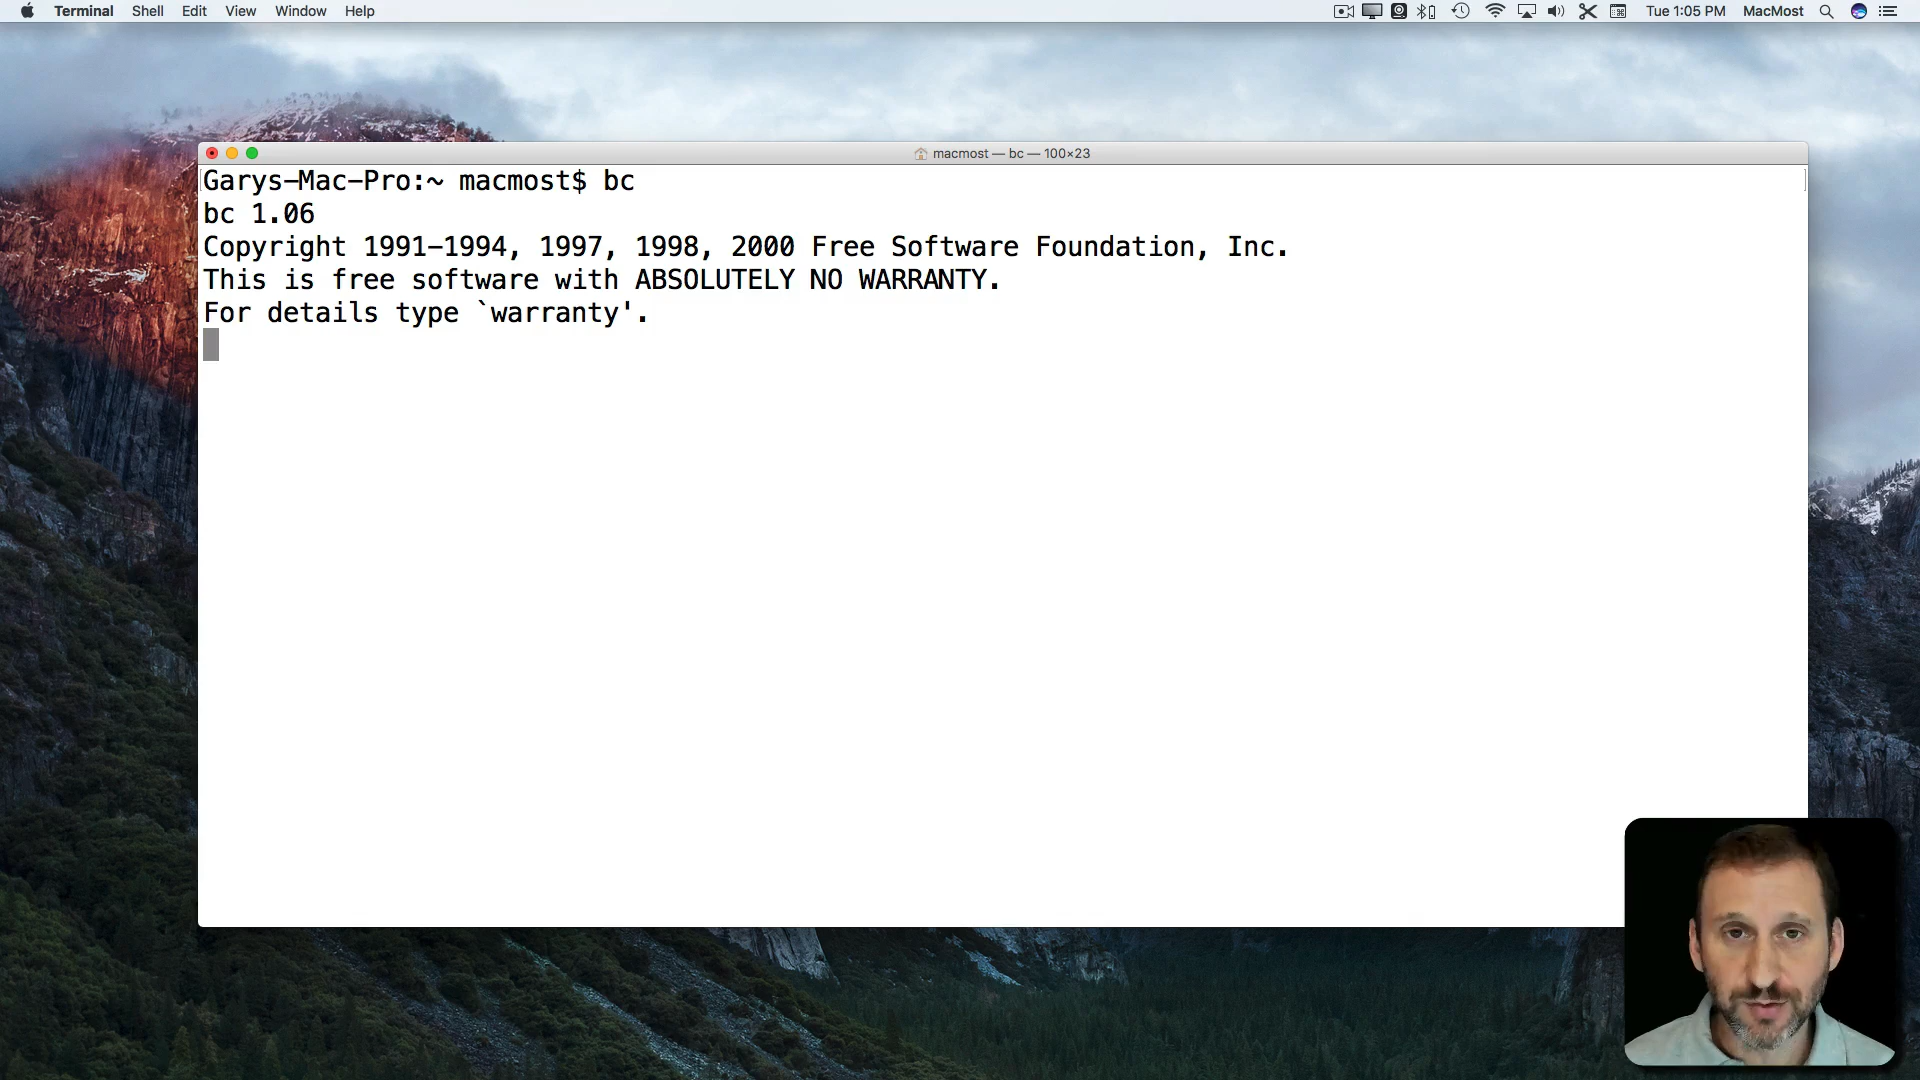 Terminal Shell Edit View Window Help Tue 1:05 PM MacMost
macmost — bc — 100×23
Garys-Mac-Pro:~ macmost$ bc
bc 1.06
Copyright 1991-1994, 1997, 1998, 2000 Free Software Foundation, Inc.
This is free software with ABSOLUTELY NO WARRANTY.
For details type `warranty'.